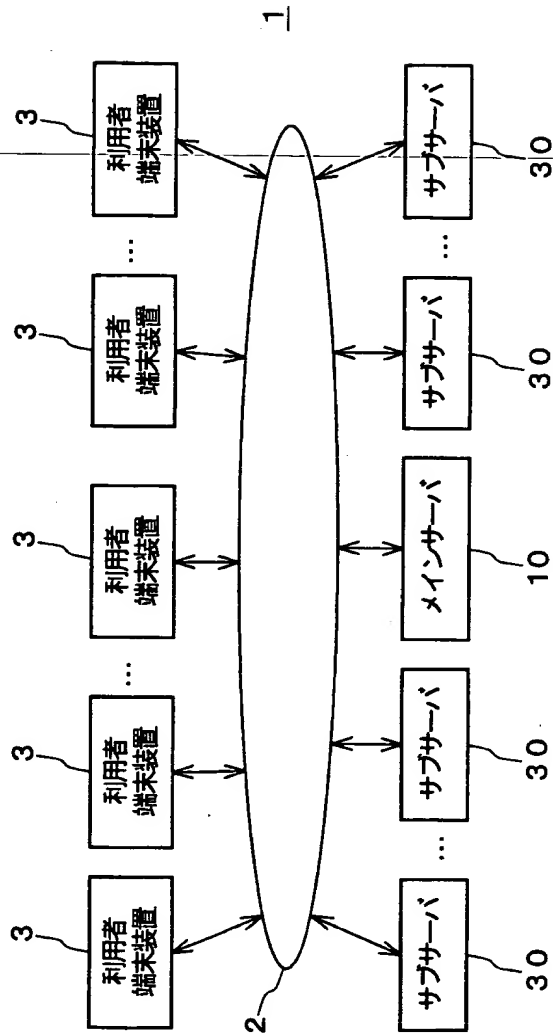 3
3
3
3
3
利用者
端末装置
利用者
端末装置
…
利用者
端末装置
利用者
端末装置
…
利用者
端末装置
1
2
サブサーバ
…
サブサーバ
メインサーバ
サブサーバ
…
サブサーバ
30
30
10
30
30